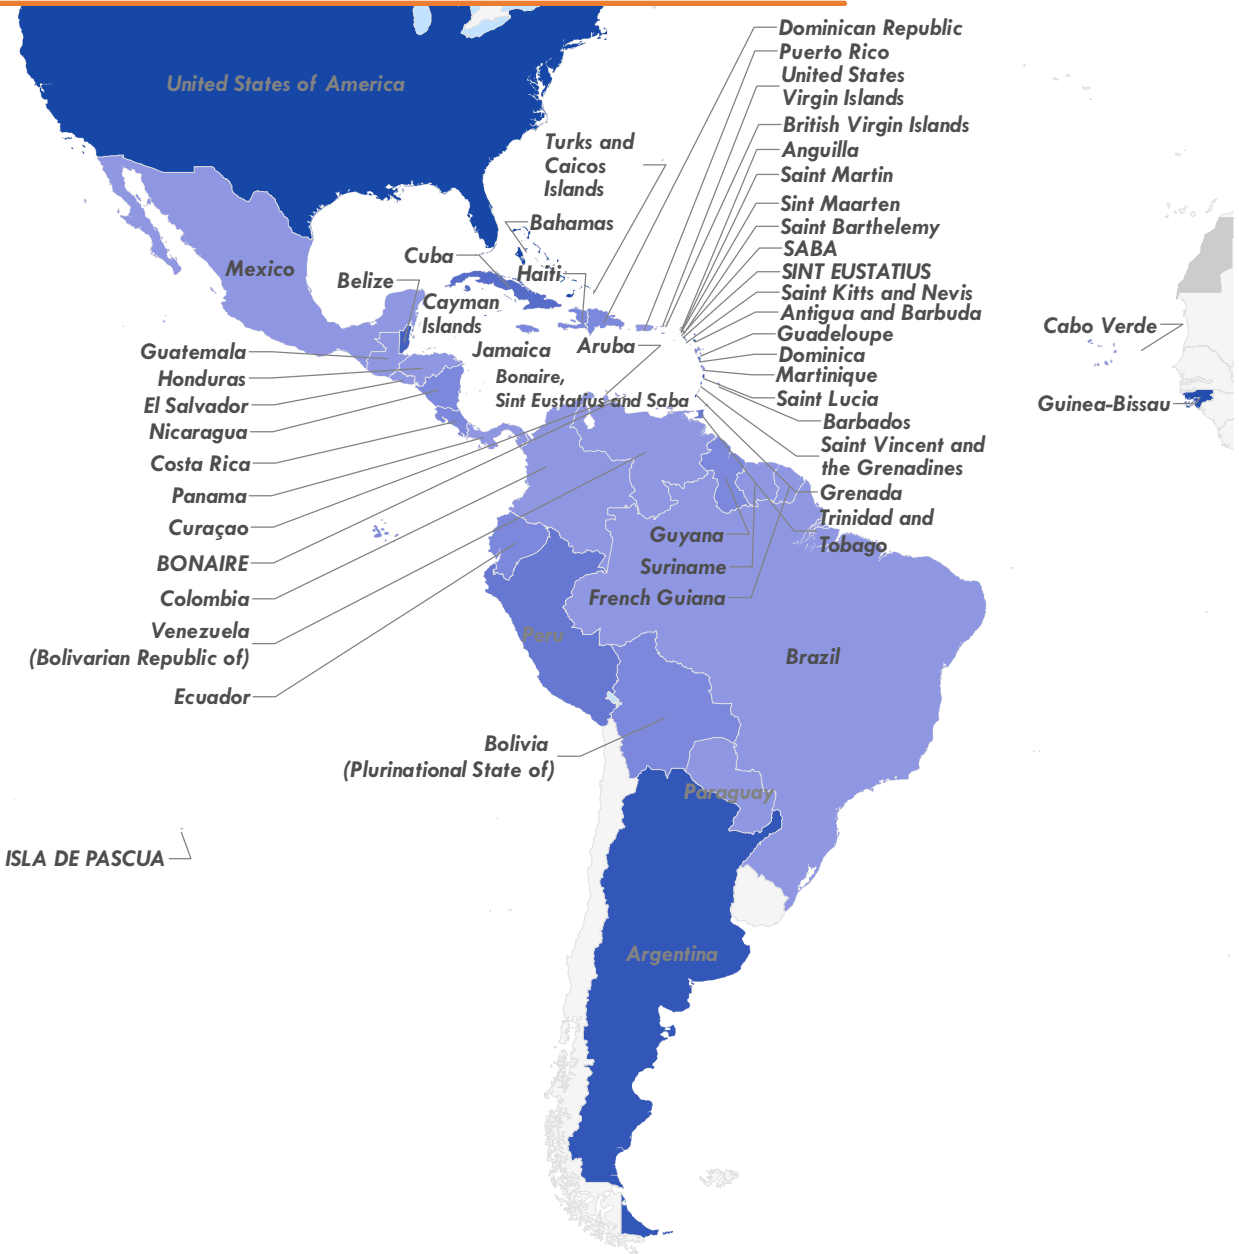 Dominican Republic
Puerto Rico
United States
Virgin Islands
British Virgin Islands
Anguilla
Saint Martin
Sint Maarten
Saint Barthelemy
SABA
SINT EUSTATIUS
Saint Kitts and Nevis
Antigua and Barbuda
Guadeloupe
Dominica
Martinique
Saint Lucia
Barbados
Saint Vincent and
the Grenadines
Grenada
Trinidad and
Tobago
United States of America
Turks and
Caicos
Islands
Bahamas
Cuba
Haiti
Mexico
Belize
Cayman
Islands
Jamaica
Aruba
Bonaire,
Sint Eustatius and Saba
Guatemala
Honduras
El Salvador
Nicaragua
Costa Rica
Panama
Curaçao
BONAIRE
Colombia
Venezuela
(Bolivarian Republic of)
Ecuador
Cabo Verde
Guinea-Bissau
Guyana
Suriname
French Guiana
Peru
Brazil
Bolivia
(Plurinational State of)
Paraguay
ISLA DE PASCUA
Argentina